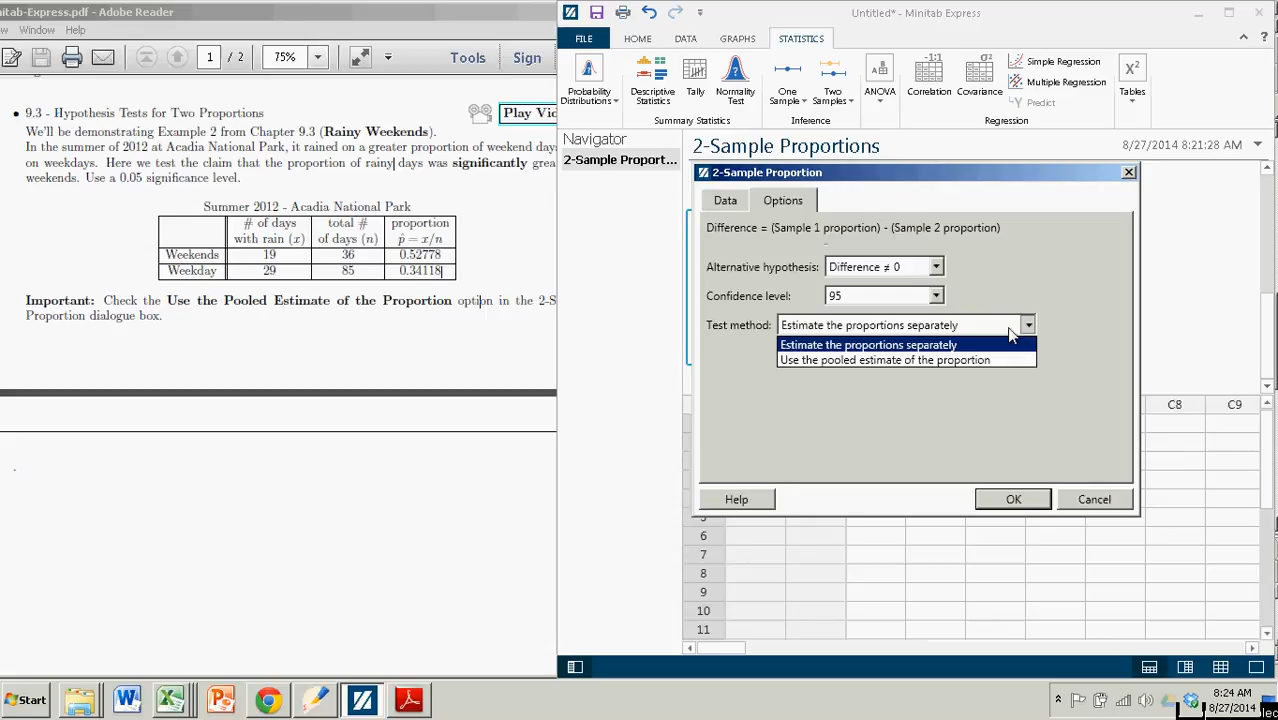 initab-Express.pdf - Adobe Reader
w Window Help
1 / 2 75% Tools Sign
• 9.3 - Hypothesis Tests for Two Proportions
Play Vid
We'll be demonstrating Example 2 from Chapter 9.3 (Rainy Weekends).
In the summer of 2012 at Acadia National Park, it rained on a greater proportion of weekend days
on weekdays. Here we test the claim that the proportion of rainy days was significantly grea
weekends. Use a 0.05 significance level.
Summer 2012 - Acadia National Park
# of days total # proportion
with rain (x) of days (n) p̂ = x/n
Weekends 19 36 0.52778
Weekday 29 85 0.34118
Important: Check the Use the Pooled Estimate of the Proportion option in the 2-S
Proportion dialogue box.
Untitled* - Minitab Express
FILE HOME DATA GRAPHS STATISTICS
Probability Distributions
Descriptive Statistics
Tally
Normality Test
One Sample
Two Samples
ANOVA
Correlation
Covariance
Simple Regression
Multiple Regression
Predict
Tables
Summary Statistics Inference Regression
Navigator
2-Sample Proport...
2-Sample Proportions
8/27/2014 8:21:28 AM
2-Sample Proportion
Data Options
Difference = (Sample 1 proportion) - (Sample 2 proportion)
Alternative hypothesis: Difference ≠ 0
Confidence level: 95
Test method: Estimate the proportions separately
Estimate the proportions separately
Use the pooled estimate of the proportion
Help OK Cancel
C8 C9
6
7
8
9
10
11
Start
8:24 AM
8/27/2014